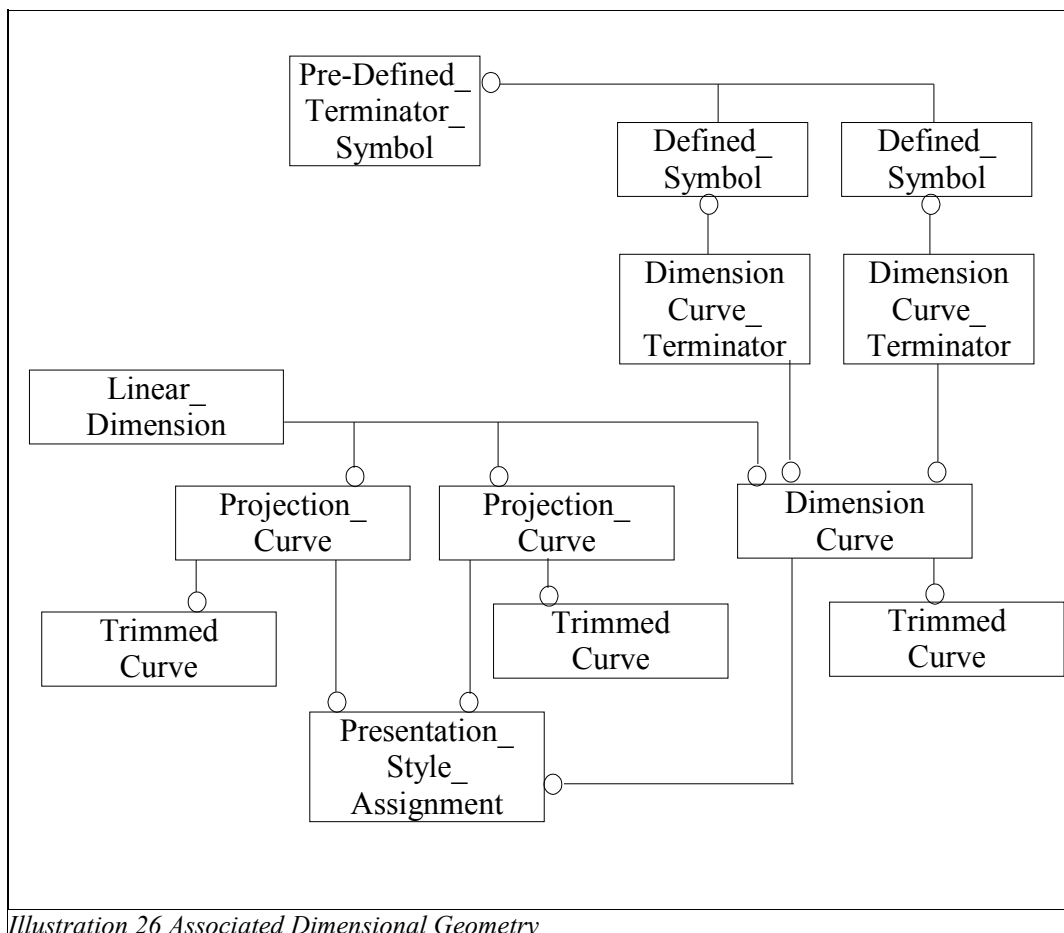 Pre-Defined_
Terminator_
Symbol
Defined_
Symbol
Defined_
Symbol
Dimension
Curve_
Terminator
Dimension
Curve_
Terminator
Linear_
Dimension
Projection_
Curve
Projection_
Curve
Dimension
Curve
Trimmed
Curve
Trimmed
Curve
Trimmed
Curve
Presentation_
Style_
Assignment
Illustration 26 Associated Dimensional Geometry